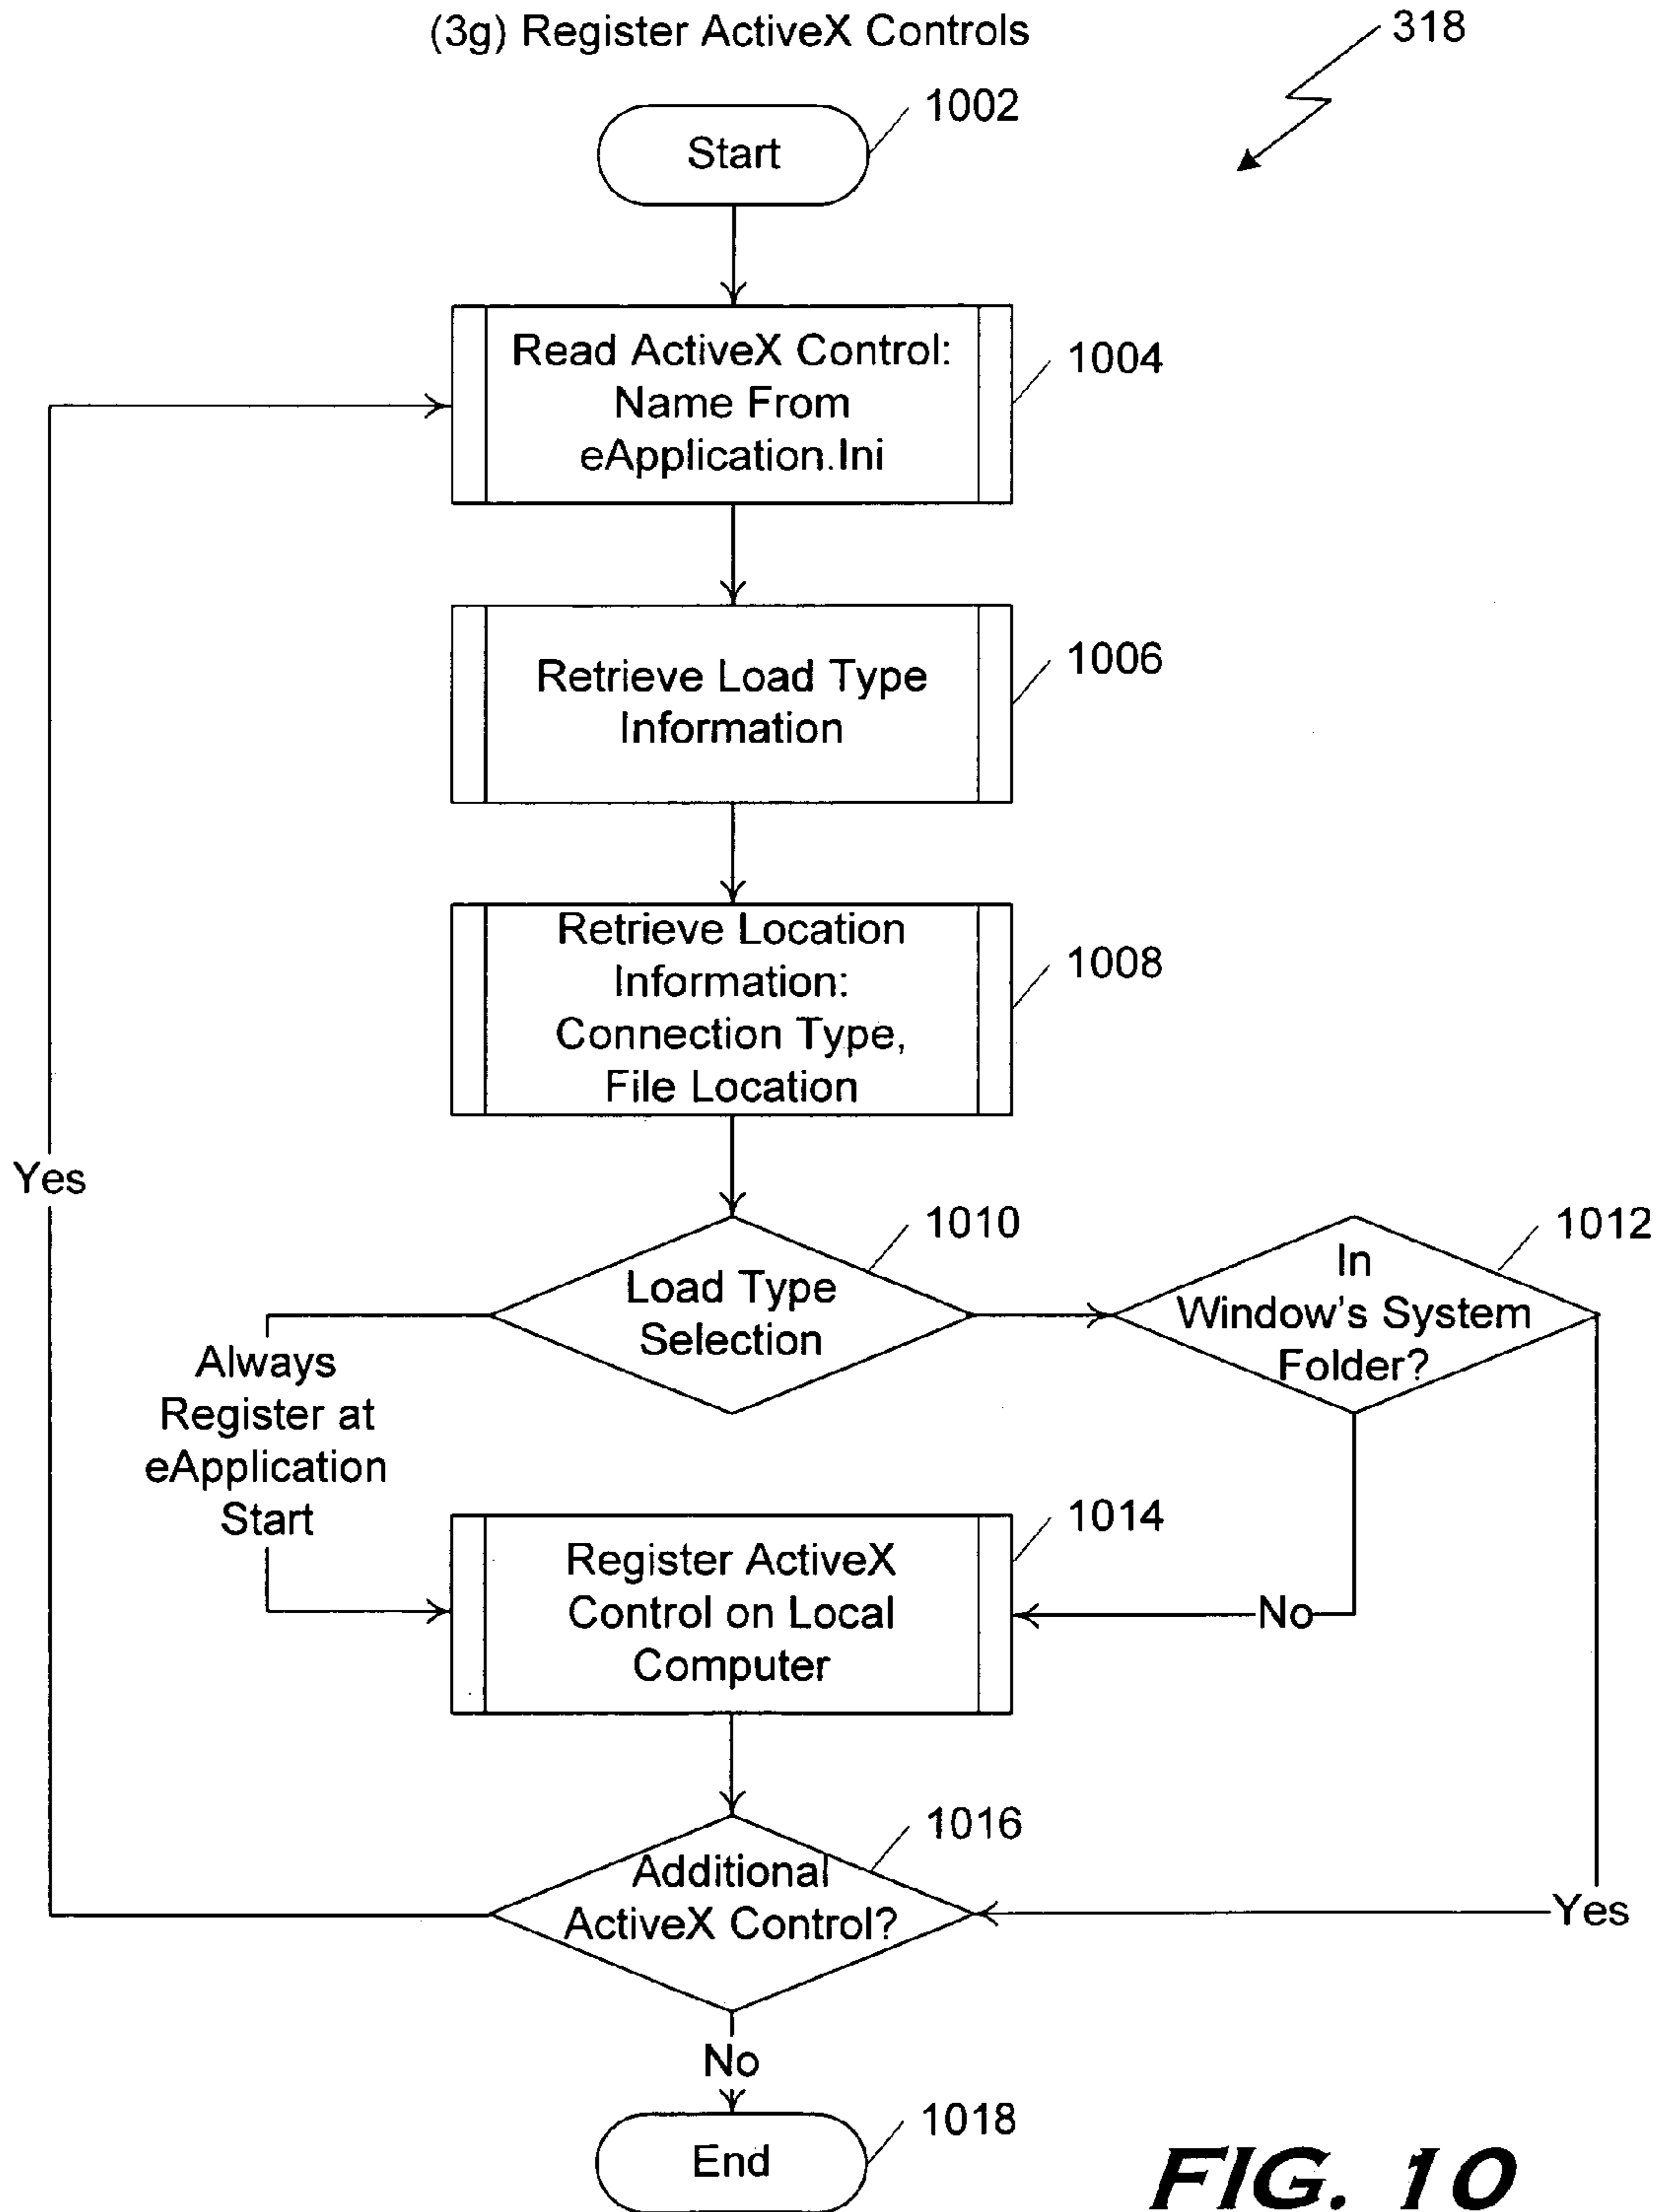 (3g) Register ActiveX Controls
318
1002
Start
Read ActiveX Control:
Name From
eApplication.Ini
1004
Retrieve Load Type
Information
1006
Retrieve Location
Information:
Connection Type,
File Location
1008
Yes
1010
Load Type
Selection
1012
In
Window's System
Folder?
Always
Register at
eApplication
Start
1014
Register ActiveX
Control on Local
Computer
No
1016
Additional
ActiveX Control?
Yes
No
1018
End
FIG. 10